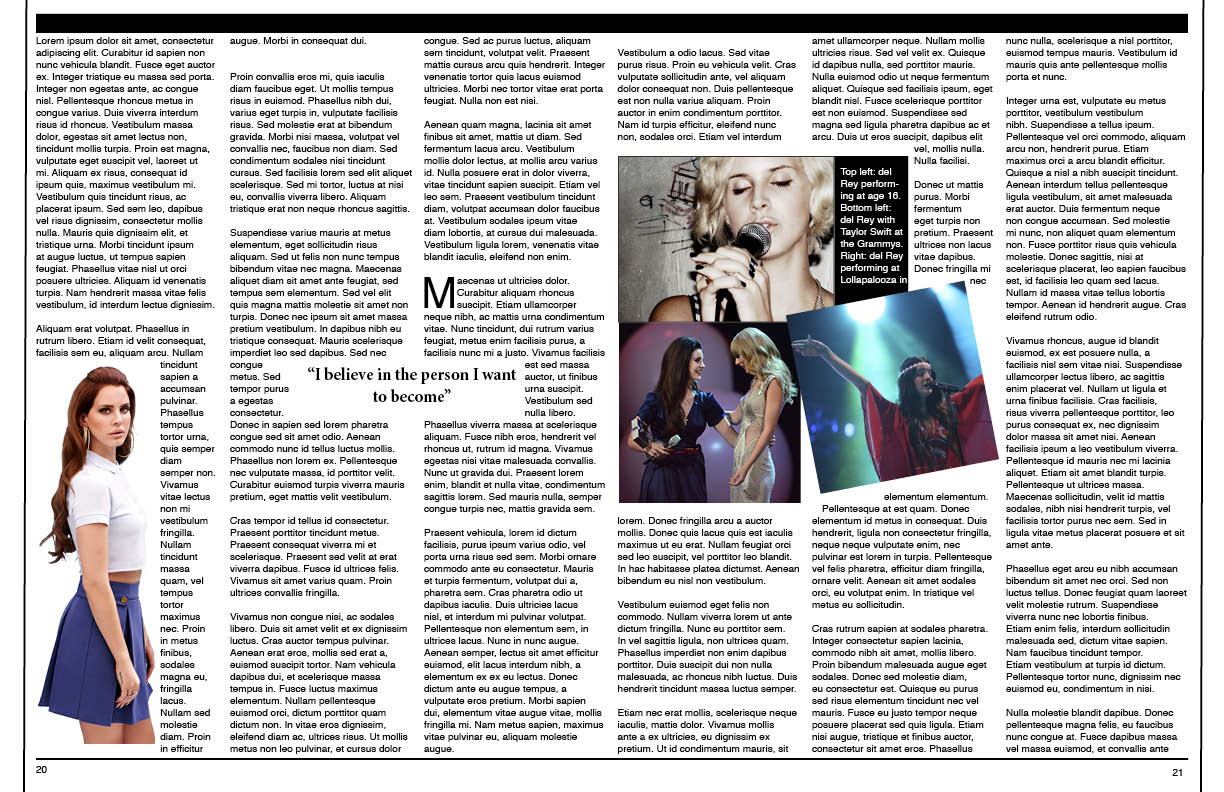 Lorem ipsum dolor sit amet, consectetur
adipiscing elit. Curabitur id sapien non
nunc vehicula blandit. Fusce eget auctor
ex. Integer tristique eu massa sed porta.
Integer non egestas ante, ac congue
nisl. Pellentesque rhoncus metus in
congue varius. Duis viverra interdum
risus id rhoncus. Vestibulum massa
dolor, egestas sit amet lectus non,
tincidunt mollis turpis. Proin est magna,
vulputate eget suscipit vel, laoreet ut
mi. Aliquam ex risus, consequat id
ipsum quis, maximus vestibulum mi.
Vestibulum quis tincidunt risus, ac
placerat ipsum. Sed sem leo, dapibus
vel risus dignissim, consectetur mollis
nulla. Mauris quis dignissim elit, et
tristique urna. Morbi tincidunt ipsum
at augue luctus, ut tempus sapien
feugiat. Phasellus vitae nisl ut orci
posuere ultricies. Aliquam id venenatis
turpis. Nam hendrerit massa vitae felis
vestibulum, id interdum lectus dignissim.
Aliquam erat volutpat. Phasellus in
rutrum libero. Etiam id velit consequat,
facilisis sem eu, aliquam arcu. Nullam
tincidunt
sapien a
accumsan
pulvinar.
Phasellus
tempus
tortor urna,
quis semper
diam
semper non.
Vivamus
vitae lectus
non mi
vestibulum
fringilla.
Nullam
tincidunt
massa
quam, vel
tempus
tortor
maximus
nec. Proin
in metus
finibus,
sodales
magna eu,
fringilla
lacus.
Nullam sed
molestie
diam. Proin
in efficitur
augue. Morbi in consequat dui.
Proin convallis eros mi, quis iaculis
diam faucibus eget. Ut mollis tempus
risus in euismod. Phasellus nibh dui,
varius eget turpis in, vulputate facilisis
risus. Sed molestie erat at bibendum
gravida. Morbi nisi massa, volutpat vel
convallis nec, faucibus non diam. Sed
condimentum sodales nisi tincidunt
cursus. Sed facilisis lorem sed elit aliquet
scelerisque. Sed mi tortor, luctus at nisi
eu, convallis viverra libero. Aliquam
tristique erat non neque rhoncus sagittis.
Suspendisse varius mauris at metus
elementum, eget sollicitudin risus
aliquam. Sed ut felis non nunc tempus
bibendum vitae nec magna. Maecenas
aliquet diam sit amet ante feugiat, sed
tempus sem elementum. Sed vel elit
quis magna mattis molestie sit amet non
turpis. Donec nec ipsum sit amet massa
pretium vestibulum. In dapibus nibh eu
tristique consequat. Mauris scelerisque
imperdiet leo sed dapibus. Sed nec
congue
metus. Sed
tempor purus
a egestas
consectetur.
Donec in sapien sed lorem pharetra
congue sed sit amet odio. Aenean
commodo nunc id tellus luctus mollis.
Phasellus non lorem ex. Pellentesque
nec vulputate massa, id porttitor velit.
Curabitur euismod turpis viverra mauris
pretium, eget mattis velit vestibulum.
Cras tempor id tellus id consectetur.
Praesent porttitor tincidunt metus.
Praesent consequat viverra mi et
scelerisque. Praesent sed velit at erat
viverra dapibus. Fusce id ultrices felis.
Vivamus sit amet varius quam. Proin
ultrices convallis fringilla.
Vivamus non congue nisi, ac sodales
libero. Duis sit amet velit et ex dignissim
luctus. Cras auctor tempus pulvinar.
Aenean erat eros, mollis sed erat a,
euismod suscipit tortor. Nam vehicula
dapibus dui, et scelerisque massa
tempus in. Fusce luctus maximus
elementum. Nullam pellentesque
euismod orci, dictum porttitor quam
dictum non. In vitae eros dignissim,
eleifend diam ac, ultrices risus. Ut mollis
metus non leo pulvinar, et cursus dolor
“I believe in the person I want
to become”
congue. Sed ac purus luctus, aliquam
sem tincidunt, volutpat velit. Praesent
mattis cursus arcu quis hendrerit. Integer
venenatis tortor quis lacus euismod
ultricies. Morbi nec tortor vitae erat porta
feugiat. Nulla non est nisi.
Aenean quam magna, lacinia sit amet
finibus sit amet, mattis ut diam. Sed
fermentum lacus arcu. Vestibulum
mollis dolor lectus, at mollis arcu varius
id. Nulla posuere erat in dolor viverra,
vitae tincidunt sapien suscipit. Etiam vel
leo sem. Praesent vestibulum tincidunt
diam, volutpat accumsan dolor faucibus
at. Vestibulum sodales ipsum vitae
diam lobortis, at cursus dui malesuada.
Vestibulum ligula lorem, venenatis vitae
blandit iaculis, eleifend non enim.
Maecenas ut ultricies dolor.
Curabitur aliquam rhoncus
suscipit. Etiam ullamcorper
neque nibh, ac mattis urna condimentum
vitae. Nunc tincidunt, dui rutrum varius
feugiat, metus enim facilisis purus, a
facilisis nunc mi a justo. Vivamus facilisis
est sed massa
auctor, ut finibus
urna suscipit.
Vestibulum sed
nulla libero.
Phasellus viverra massa at scelerisque
aliquam. Fusce nibh eros, hendrerit vel
rhoncus ut, rutrum id magna. Vivamus
egestas nisi vitae malesuada convallis.
Nunc ut gravida dui. Praesent lorem
enim, blandit et nulla vitae, condimentum
sagittis lorem. Sed mauris nulla, semper
congue turpis nec, mattis gravida sem.
Praesent vehicula, lorem id dictum
facilisis, purus ipsum varius odio, vel
porta urna risus sed sem. Morbi ornare
commodo ante eu consectetur. Mauris
et turpis fermentum, volutpat dui a,
pharetra sem. Cras pharetra odio ut
dapibus iaculis. Duis ultricies lacus
nisl, et interdum mi pulvinar volutpat.
Pellentesque non elementum sem, in
ultrices lacus. Nunc in nunc augue.
Aenean semper, lectus sit amet efficitur
euismod, elit lacus interdum nibh, a
elementum ex ex eu lectus. Donec
dictum ante eu augue tempus, a
vulputate eros pretium. Morbi sapien
dui, elementum vitae augue vitae, mollis
fringilla mi. Nam metus sapien, maximus
vitae pulvinar eu, aliquam molestie
augue.
20
Vestibulum a odio lacus. Sed vitae
purus risus. Proin eu vehicula velit. Cras
vulputate sollicitudin ante, vel aliquam
dolor consequat non. Duis pellentesque
est non nulla varius aliquam. Proin
auctor in enim condimentum porttitor.
Nam id turpis efficitur, eleifend nunc
non, sodales orci. Etiam vel interdum
lorem. Donec fringilla arcu a auctor
mollis. Donec quis lacus quis est iaculis
maximus ut eu erat. Nullam feugiat orci
sed leo suscipit, vel porttitor leo blandit.
In hac habitasse platea dictumst. Aenean
bibendum eu nisl non vestibulum.
Vestibulum euismod eget felis non
commodo. Nullam viverra lorem ut ante
dictum fringilla. Nunc eu porttitor sem.
In vel sagittis ligula, non ultrices quam.
Phasellus imperdiet non enim dapibus
porttitor. Duis suscipit dui non nulla
malesuada, ac rhoncus nibh luctus. Duis
hendrerit tincidunt massa luctus semper.
Etiam nec erat mollis, scelerisque neque
iaculis, mattis dolor. Vivamus mollis
ante a ex ultricies, eu dignissim ex
pretium. Ut id condimentum mauris, sit
Top left: del
Rey perform-
ing at age 16.
Bottom left:
del Rey with
Taylor Swift at
the Grammys.
Right: del Rey
performing at
Lollapalooza in
amet ullamcorper neque. Nullam mollis
ultricies risus. Sed vel velit ex. Quisque
id dapibus nulla, sed porttitor mauris.
Nulla euismod odio ut neque fermentum
aliquet. Quisque sed facilisis ipsum, eget
blandit nisl. Fusce scelerisque porttitor
est non euismod. Suspendisse sed
magna sed ligula pharetra dapibus ac et
arcu. Duis ut eros suscipit, dapibus elit
vel, mollis nulla.
Nulla facilisi.
Donec ut mattis
purus. Morbi
fermentum
eget turpis non
pretium. Praesent
ultrices non lacus
vitae dapibus.
Donec fringilla mi
nec
elementum elementum.
Pellentesque at est quam. Donec
elementum id metus in consequat. Duis
hendrerit, ligula non consectetur fringilla,
neque neque vulputate enim, nec
pulvinar est lorem in turpis. Pellentesque
vel felis pharetra, efficitur diam fringilla,
ornare velit. Aenean sit amet sodales
orci, eu volutpat enim. In tristique vel
metus eu sollicitudin.
Cras rutrum sapien at sodales pharetra.
Integer consectetur sapien lacinia,
commodo nibh sit amet, mollis libero.
Proin bibendum malesuada augue eget
sodales. Donec sed molestie diam,
eu consectetur est. Quisque eu purus
sed risus elementum tincidunt nec vel
mauris. Fusce eu justo tempor neque
posuere placerat sed quis ligula. Etiam
nisi augue, tristique et finibus auctor,
consectetur sit amet eros. Phasellus
nunc nulla, scelerisque a nisl porttitor,
euismod tempus mauris. Vestibulum id
mauris quis ante pellentesque mollis
porta et nunc.
Integer urna est, vulputate eu metus
porttitor, vestibulum vestibulum
nibh. Suspendisse a tellus ipsum.
Pellentesque vel orci commodo, aliquam
arcu non, hendrerit purus. Etiam
maximus orci a arcu blandit efficitur.
Quisque a nisl a nibh suscipit tincidunt.
Aenean interdum tellus pellentesque
ligula vestibulum, sit amet malesuada
erat auctor. Duis fermentum neque
non congue accumsan. Sed molestie
mi nunc, non aliquet quam elementum
non. Fusce porttitor risus quis vehicula
molestie. Donec sagittis, nisi at
scelerisque placerat, leo sapien faucibus
est, id facilisis leo quam sed lacus.
Nullam id massa vitae tellus lobortis
tempor. Aenean id hendrerit augue. Cras
eleifend rutrum odio.
Vivamus rhoncus, augue id blandit
euismod, ex est posuere nulla, a
facilisis nisl sem vitae nisi. Suspendisse
ullamcorper lectus libero, ac sagittis
enim placerat vel. Nullam ut ligula et
urna finibus facilisis. Cras facilisis,
risus viverra pellentesque porttitor, leo
purus consequat ex, nec dignissim
dolor massa sit amet nisi. Aenean
facilisis ipsum a leo vestibulum viverra.
Pellentesque id mauris nec mi lacinia
aliquet. Etiam sit amet blandit turpis.
Pellentesque ut ultrices massa.
Maecenas sollicitudin, velit id mattis
sodales, nibh nisi hendrerit turpis, vel
facilisis tortor purus nec sem. Sed in
ligula vitae metus placerat posuere et sit
amet ante.
Phasellus eget arcu eu nibh accumsan
bibendum sit amet nec orci. Sed non
luctus tellus. Donec feugiat quam laoreet
velit molestie rutrum. Suspendisse
viverra nunc nec lobortis finibus.
Etiam enim felis, interdum sollicitudin
malesuada sed, dictum vitae sapien.
Nam faucibus tincidunt tempor.
Etiam vestibulum at turpis id dictum.
Pellentesque tortor nunc, dignissim nec
euismod eu, condimentum in nisi.
Nulla molestie blandit dapibus. Donec
pellentesque magna felis, eu faucibus
nunc congue at. Fusce dapibus massa
vel massa euismod, et convallis ante
21